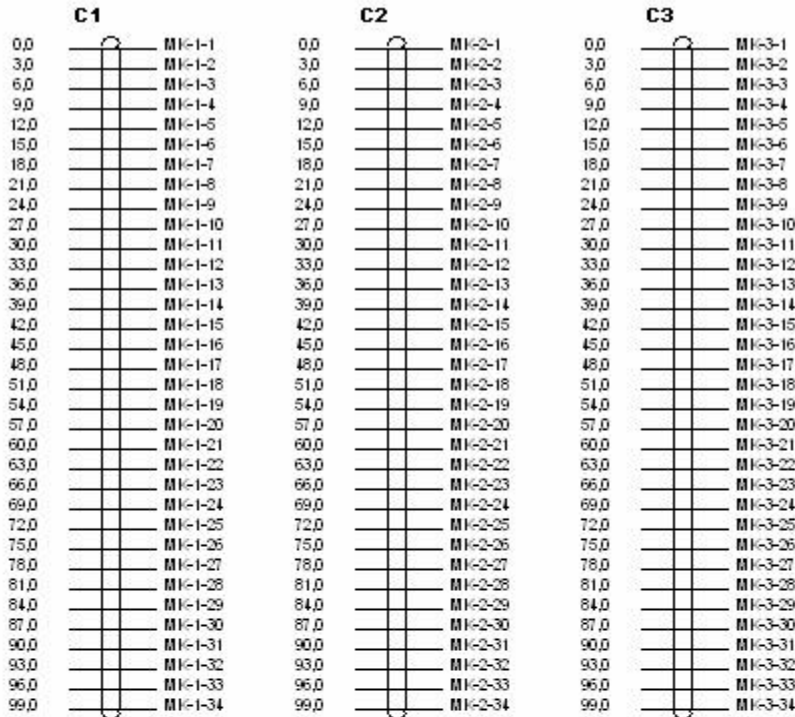 C1 C2 C3
0,0 MK-1-1 0,0 MK-2-1 0,0 MK-3-1
3,0 MK-1-2 3,0 MK-2-2 3,0 MK-3-2
6,0 MK-1-3 6,0 MK-2-3 6,0 MK-3-3
9,0 MK-1-4 9,0 MK-2-4 9,0 MK-3-4
12,0 MK-1-5 12,0 MK-2-5 12,0 MK-3-5
15,0 MK-1-6 15,0 MK-2-6 15,0 MK-3-6
18,0 MK-1-7 18,0 MK-2-7 18,0 MK-3-7
21,0 MK-1-8 21,0 MK-2-8 21,0 MK-3-8
24,0 MK-1-9 24,0 MK-2-9 24,0 MK-3-9
27,0 MK-1-10 27,0 MK-2-10 27,0 MK-3-10
30,0 MK-1-11 30,0 MK-2-11 30,0 MK-3-11
33,0 MK-1-12 33,0 MK-2-12 33,0 MK-3-12
36,0 MK-1-13 36,0 MK-2-13 36,0 MK-3-13
39,0 MK-1-14 39,0 MK-2-14 39,0 MK-3-14
42,0 MK-1-15 42,0 MK-2-15 42,0 MK-3-15
45,0 MK-1-16 45,0 MK-2-16 45,0 MK-3-16
48,0 MK-1-17 48,0 MK-2-17 48,0 MK-3-17
51,0 MK-1-18 51,0 MK-2-18 51,0 MK-3-18
54,0 MK-1-19 54,0 MK-2-19 54,0 MK-3-19
57,0 MK-1-20 57,0 MK-2-20 57,0 MK-3-20
60,0 MK-1-21 60,0 MK-2-21 60,0 MK-3-21
63,0 MK-1-22 63,0 MK-2-22 63,0 MK-3-22
66,0 MK-1-23 66,0 MK-2-23 66,0 MK-3-23
69,0 MK-1-24 69,0 MK-2-24 69,0 MK-3-24
72,0 MK-1-25 72,0 MK-2-25 72,0 MK-3-25
75,0 MK-1-26 75,0 MK-2-26 75,0 MK-3-26
78,0 MK-1-27 78,0 MK-2-27 78,0 MK-3-27
81,0 MK-1-28 81,0 MK-2-28 81,0 MK-3-28
84,0 MK-1-29 84,0 MK-2-29 84,0 MK-3-29
87,0 MK-1-30 87,0 MK-2-30 87,0 MK-3-30
90,0 MK-1-31 90,0 MK-2-31 90,0 MK-3-31
93,0 MK-1-32 93,0 MK-2-32 93,0 MK-3-32
96,0 MK-1-33 96,0 MK-2-33 96,0 MK-3-33
99,0 MK-1-34 99,0 MK-2-34 99,0 MK-3-34